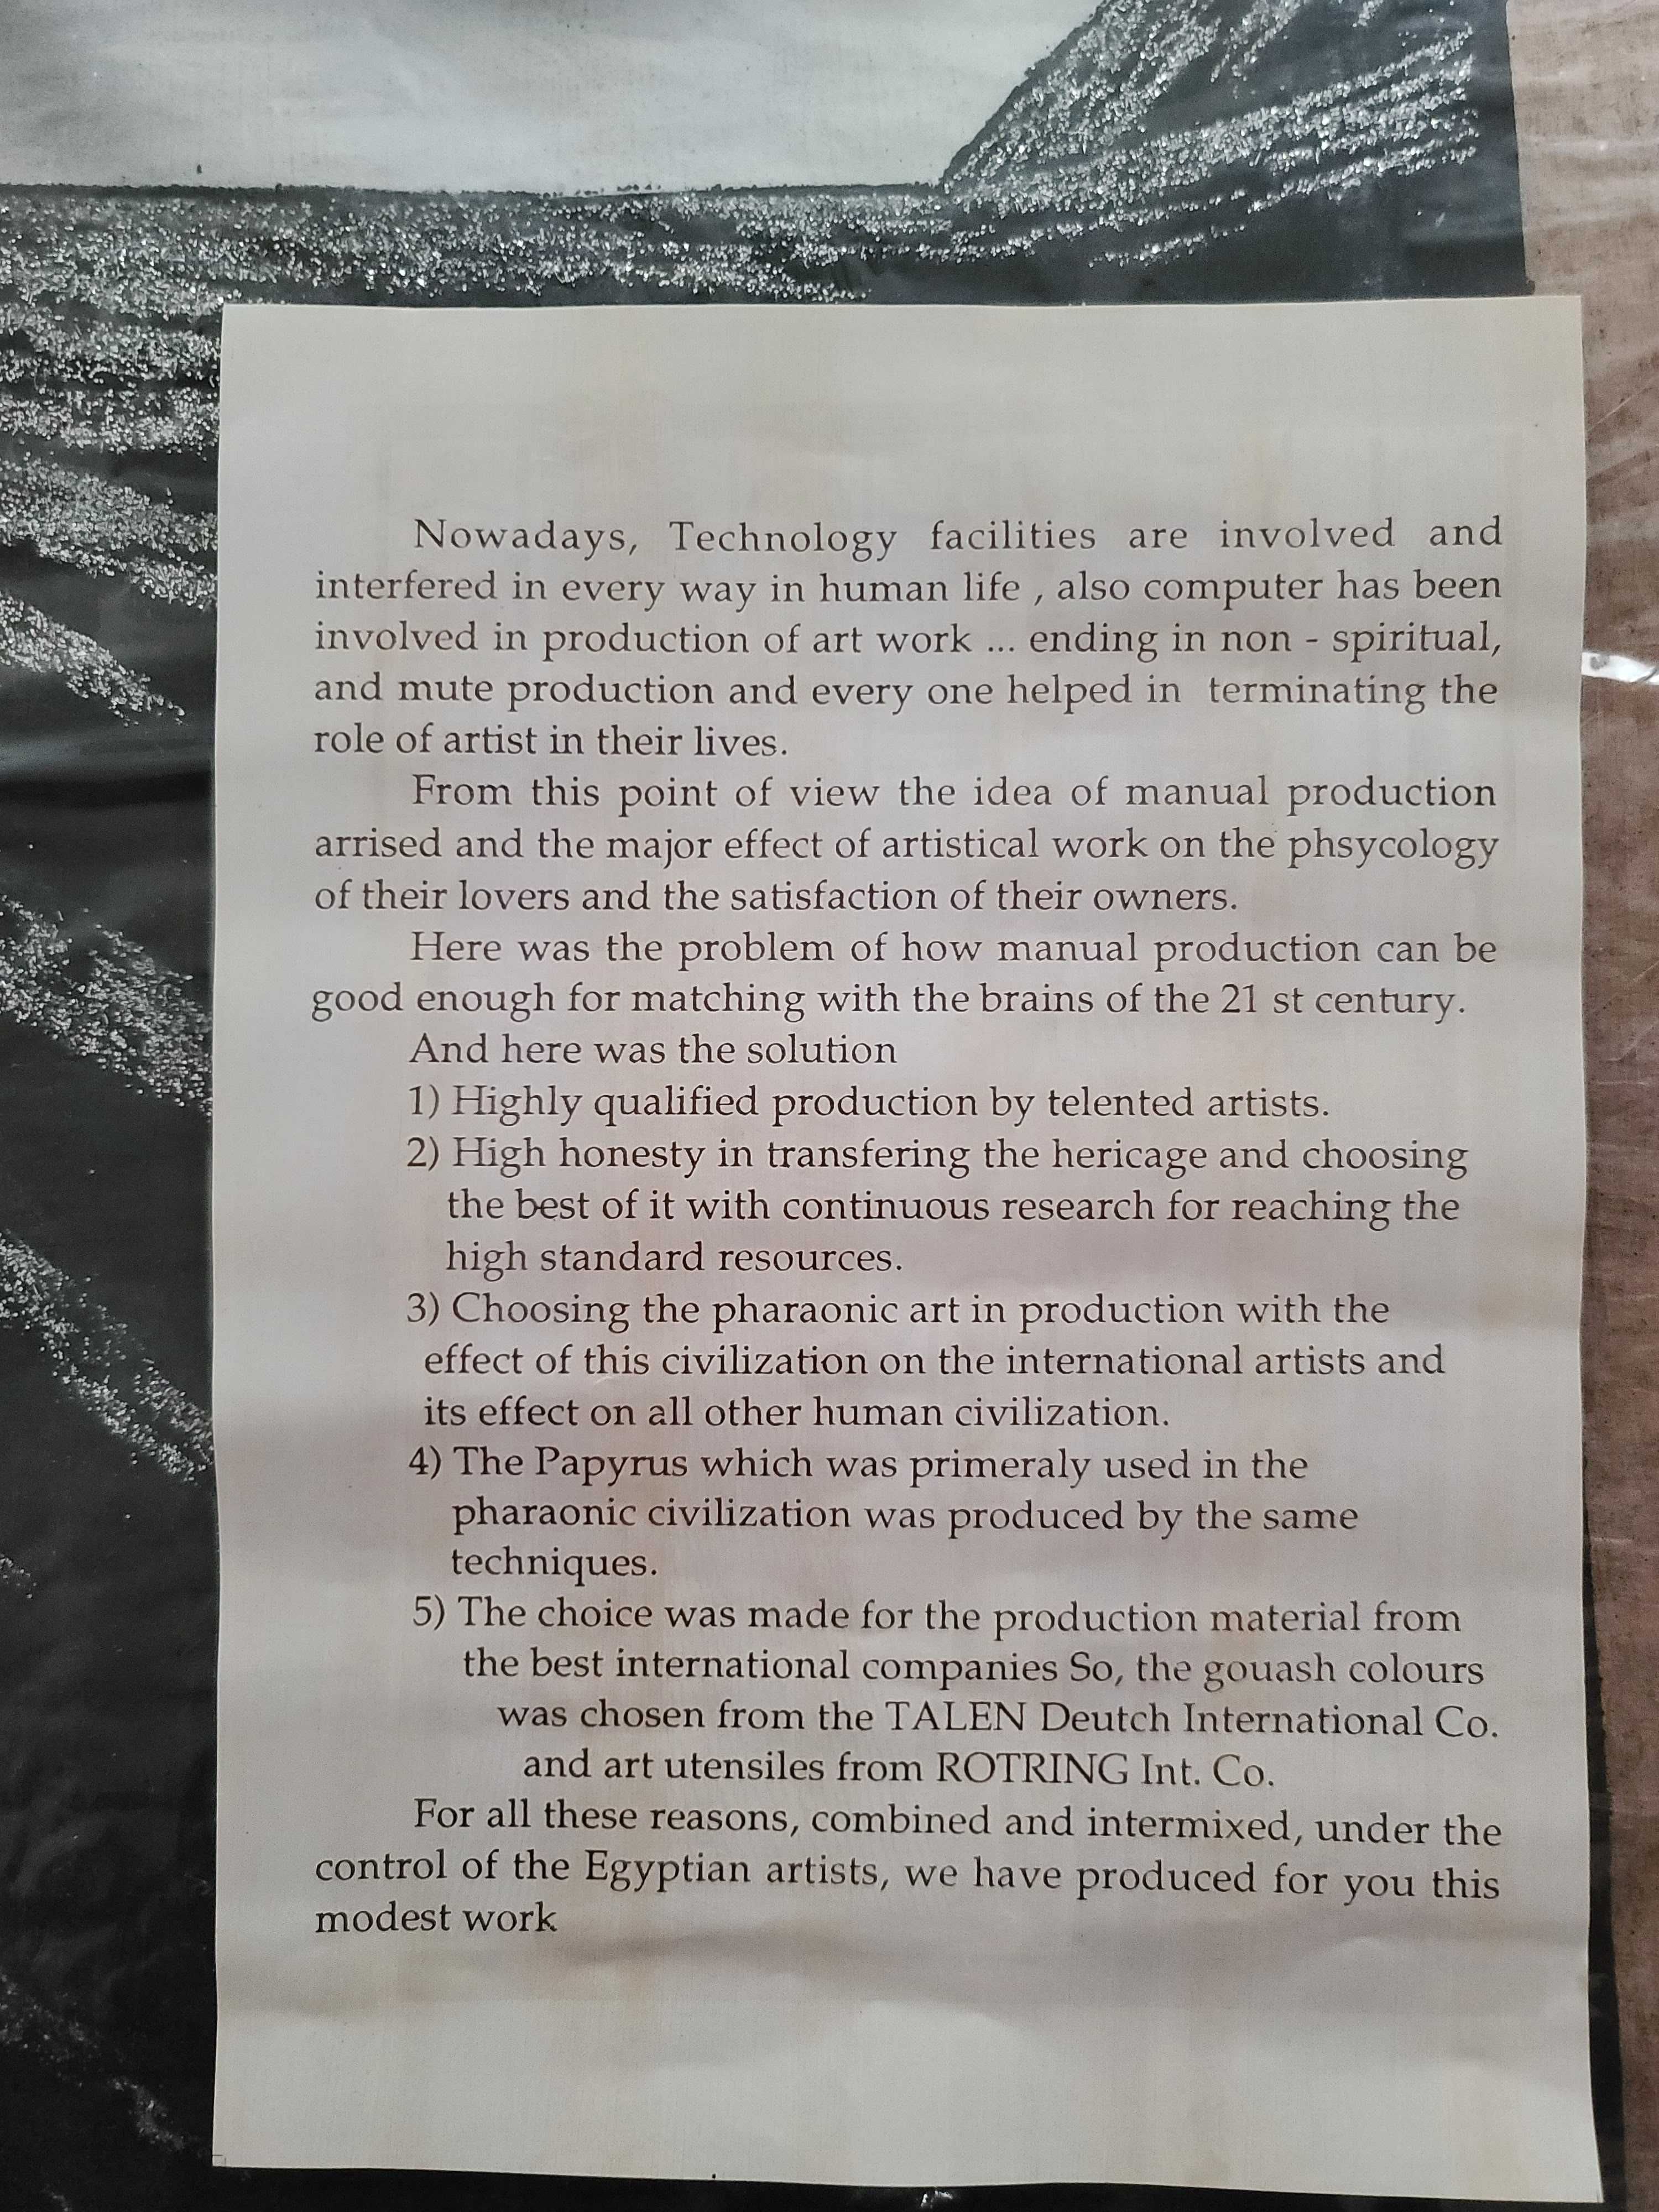 Nowadays, Technology facilities are involved and
interfered in every way in human life , also computer has been
involved in production of art work ... ending in non - spiritual,
and mute production and every one helped in terminating the
role of artist in their lives.
From this point of view the idea of manual production
arrised and the major effect of artistical work on the phsycology
of their lovers and the satisfaction of their owners.
Here was the problem of how manual production can be
good enough for matching with the brains of the 21 st century.
And here was the solution
1) Highly qualified production by telented artists.
2) High honesty in transfering the hericage and choosing
the best of it with continuous research for reaching the
high standard resources.
3) Choosing the pharaonic art in production with the
effect of this civilization on the international artists and
its effect on all other human civilization.
4) The Papyrus which was primeraly used in the
pharaonic civilization was produced by the same
techniques.
5) The choice was made for the production material from
the best international companies So, the gouash colours
was chosen from the TALEN Deutch International Co.
and art utensiles from ROTRING Int. Co.
For all these reasons, combined and intermixed, under the
control of the Egyptian artists, we have produced for you this
modest work